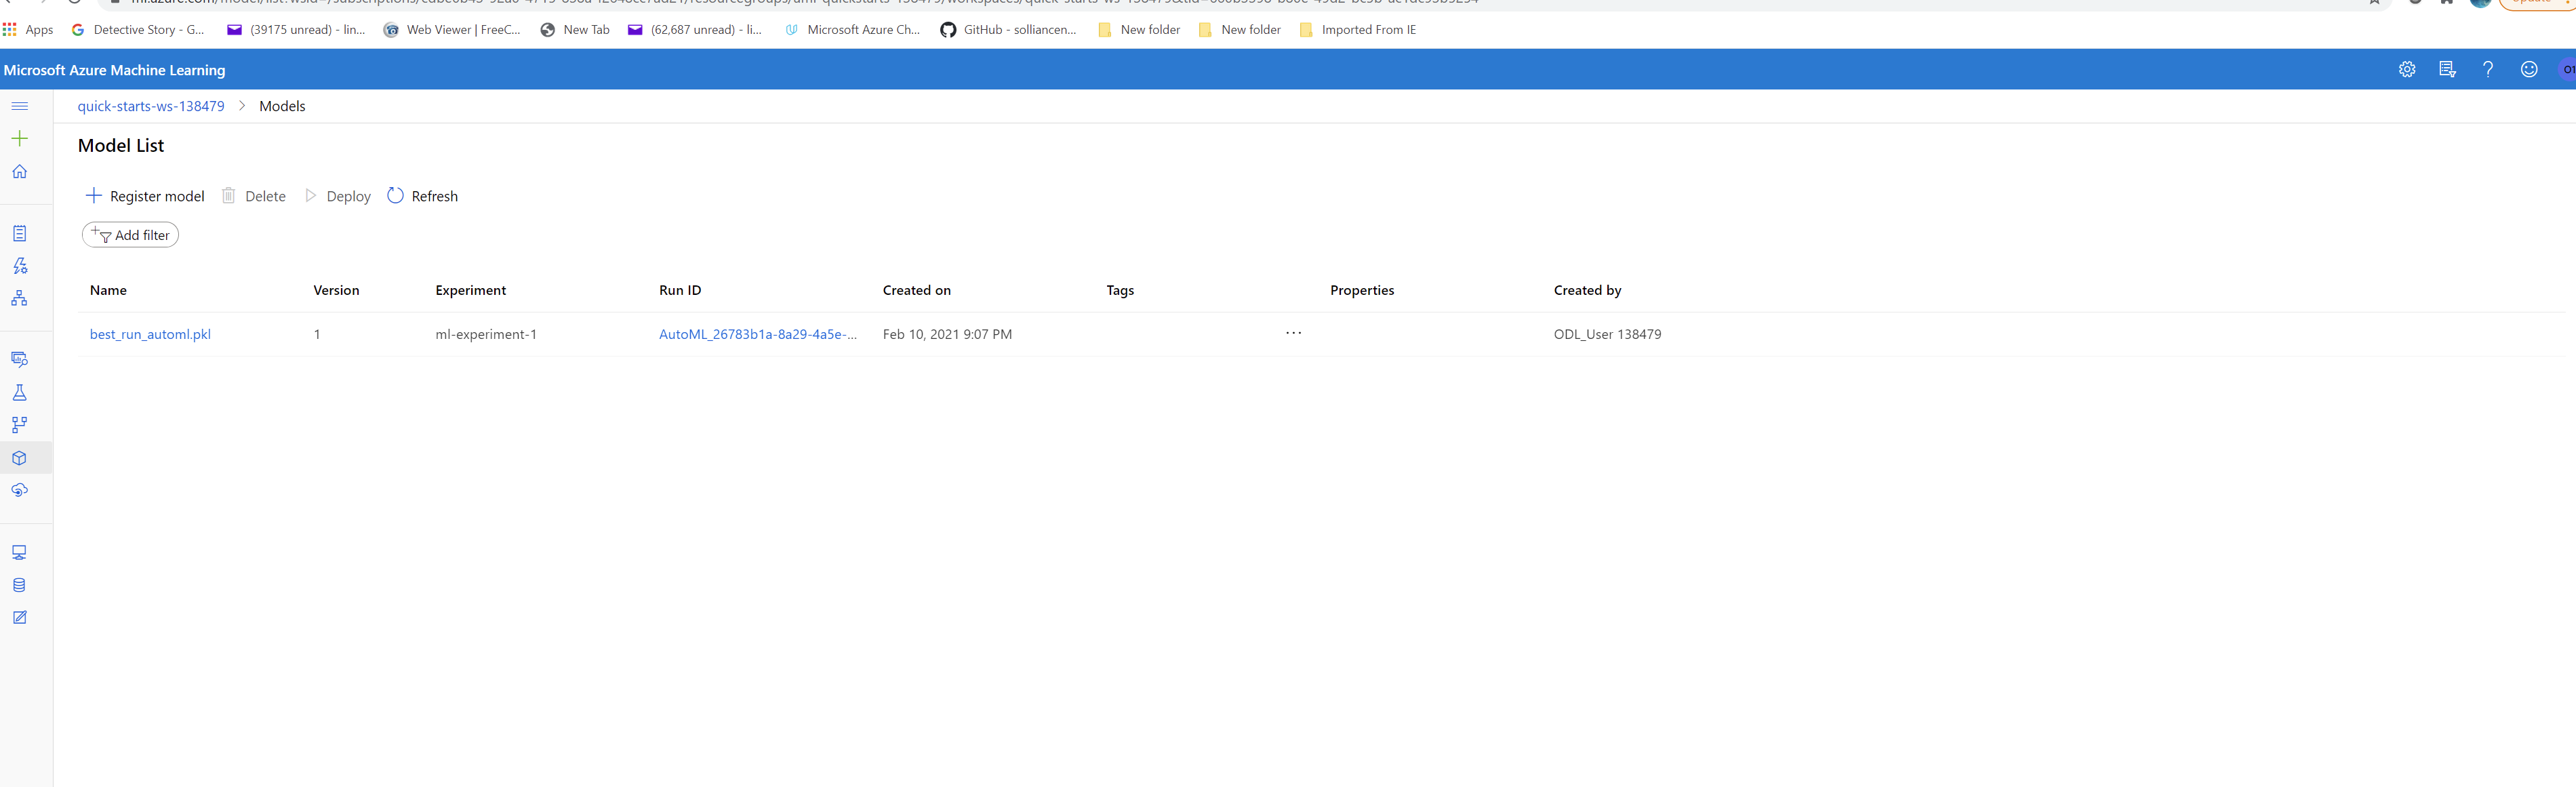 Apps Detective Story - G... (39175 unread) - lin... Web Viewer | FreeC... New Tab (62,687 unread) - li... Microsoft Azure Ch... GitHub - solliancen... New folder New folder Imported From IE
Microsoft Azure Machine Learning
quick-starts-ws-138479 > Models
Model List
Register model Delete Deploy Refresh
Add filter
Name Version Experiment Run ID Created on Tags Properties Created by
best_run_automl.pkl 1 ml-experiment-1 AutoML_26783b1a-8a29-4a5e-... Feb 10, 2021 9:07 PM ... ODL_User 138479